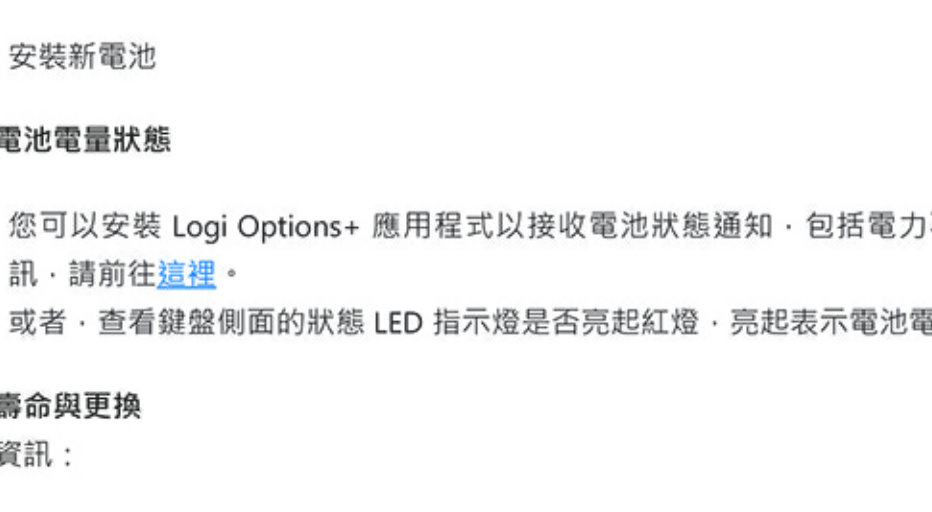 安裝新電池
電池電量狀態
您可以安裝 Logi Options+ 應用程式以接收電池狀態通知，包括電力
訊，請前往這裡。
或者，查看鍵盤側面的狀態 LED 指示燈是否亮起紅燈，亮起表示電池電
壽命與更換
資訊：